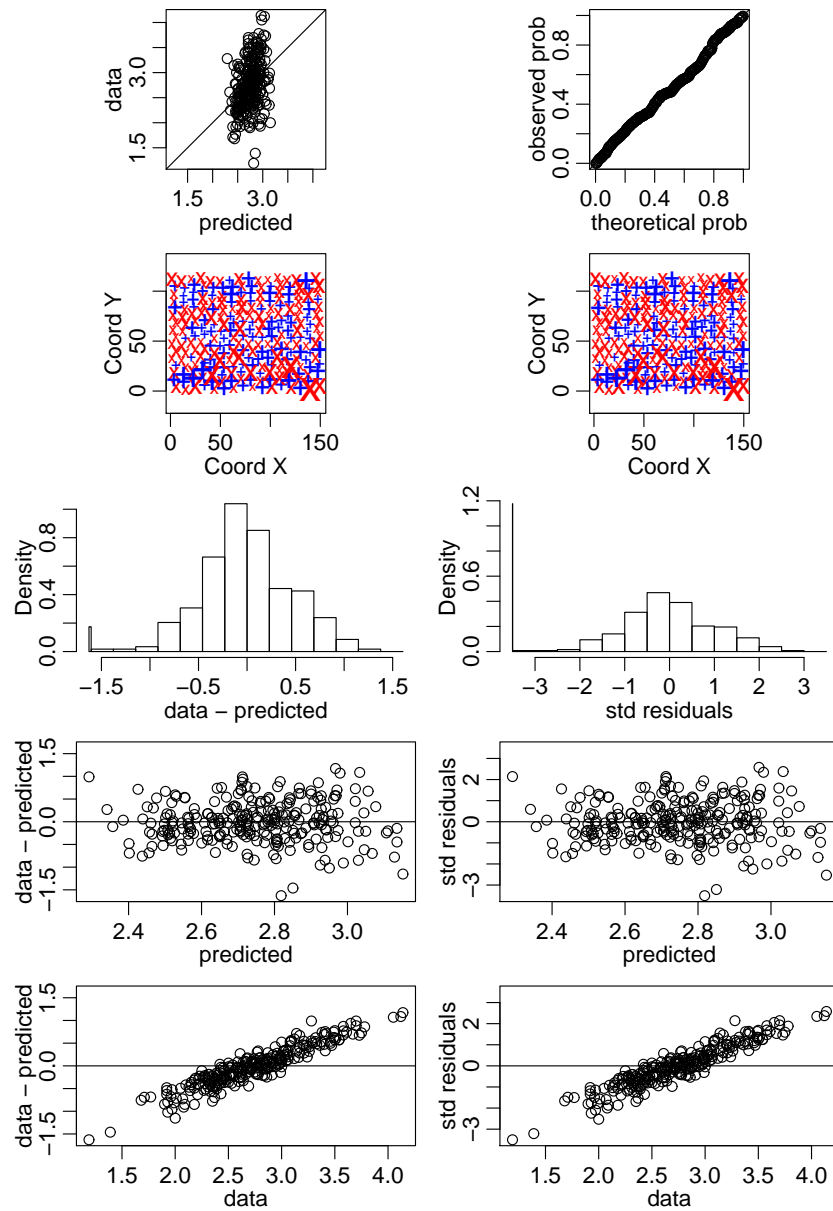 data
3.0
1.5
1.5 3.0
predicted
observed prob
0.8
0.4
0.0
0.0 0.4 0.8
theoretical prob
Coord Y
50
0
0 50 150
Coord X
Coord Y
50
0
0 50 150
Coord X
Density
0.8
0.4
0.0
−1.5 −0.5 0.5 1.5
data − predicted
Density
1.2
0.6
0.0
−3 −2 −1 0 1 2 3
std residuals
data − predicted
1.5
0.0
−1.5
2.4 2.6 2.8 3.0
predicted
std residuals
2
0
−3
2.4 2.6 2.8 3.0
predicted
data − predicted
1.5
0.0
−1.5
1.5 2.0 2.5 3.0 3.5 4.0
data
std residuals
2
0
−3
1.5 2.0 2.5 3.0 3.5 4.0
data